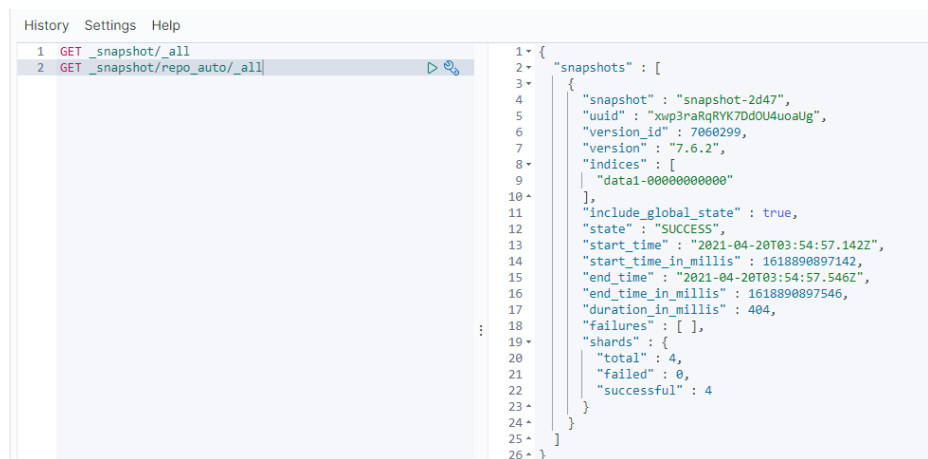 History Settings Help
1 GET _snapshot/_all
2 GET _snapshot/repo_auto/_all
1 {
2 "snapshots" : [
3 {
4 "snapshot" : "snapshot-2d47",
5 "uuid" : "xwp3raRqRYK7DdOU4uoaUg",
6 "version_id" : 7060299,
7 "version" : "7.6.2",
8 "indices" : [
9 "data1-00000000000"
10 ],
11 "include_global_state" : true,
12 "state" : "SUCCESS",
13 "start_time" : "2021-04-20T03:54:57.142Z",
14 "start_time_in_millis" : 1618890897142,
15 "end_time" : "2021-04-20T03:54:57.546Z",
16 "end_time_in_millis" : 1618890897546,
17 "duration_in_millis" : 404,
18 "failures" : [ ],
19 "shards" : {
20 "total" : 4,
21 "failed" : 0,
22 "successful" : 4
23 }
24 }
25 ]
26 }